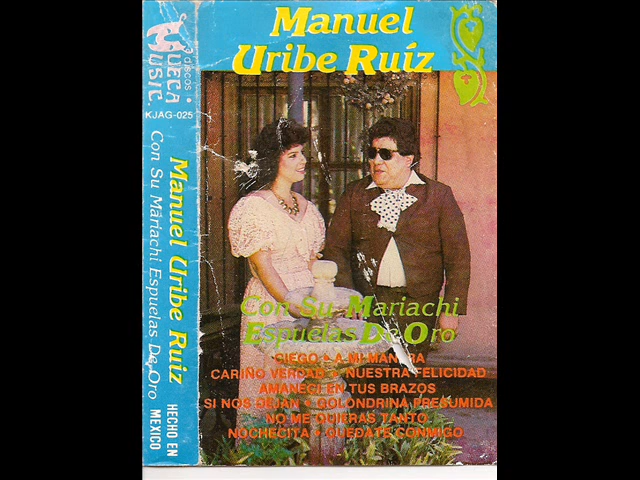 Manuel
Uribe Ruíz
Con Su Mariachi
Espuelas De Oro
CIEGO • A MI MANERA
CARIÑO VERDAD • NUESTRA FELICIDAD
AMANECI EN TUS BRAZOS
SI NOS DEJAN • GOLONDRINA PRESUMIDA
NO ME QUIERAS TANTO
NOCHECITA • QUEDATE CONMIGO
discos
MUSIC.
KJAG-025
Manuel Uribe Ruiz
Con Su Mariachi Espuelas De Oro
HECHO EN
MEXICO